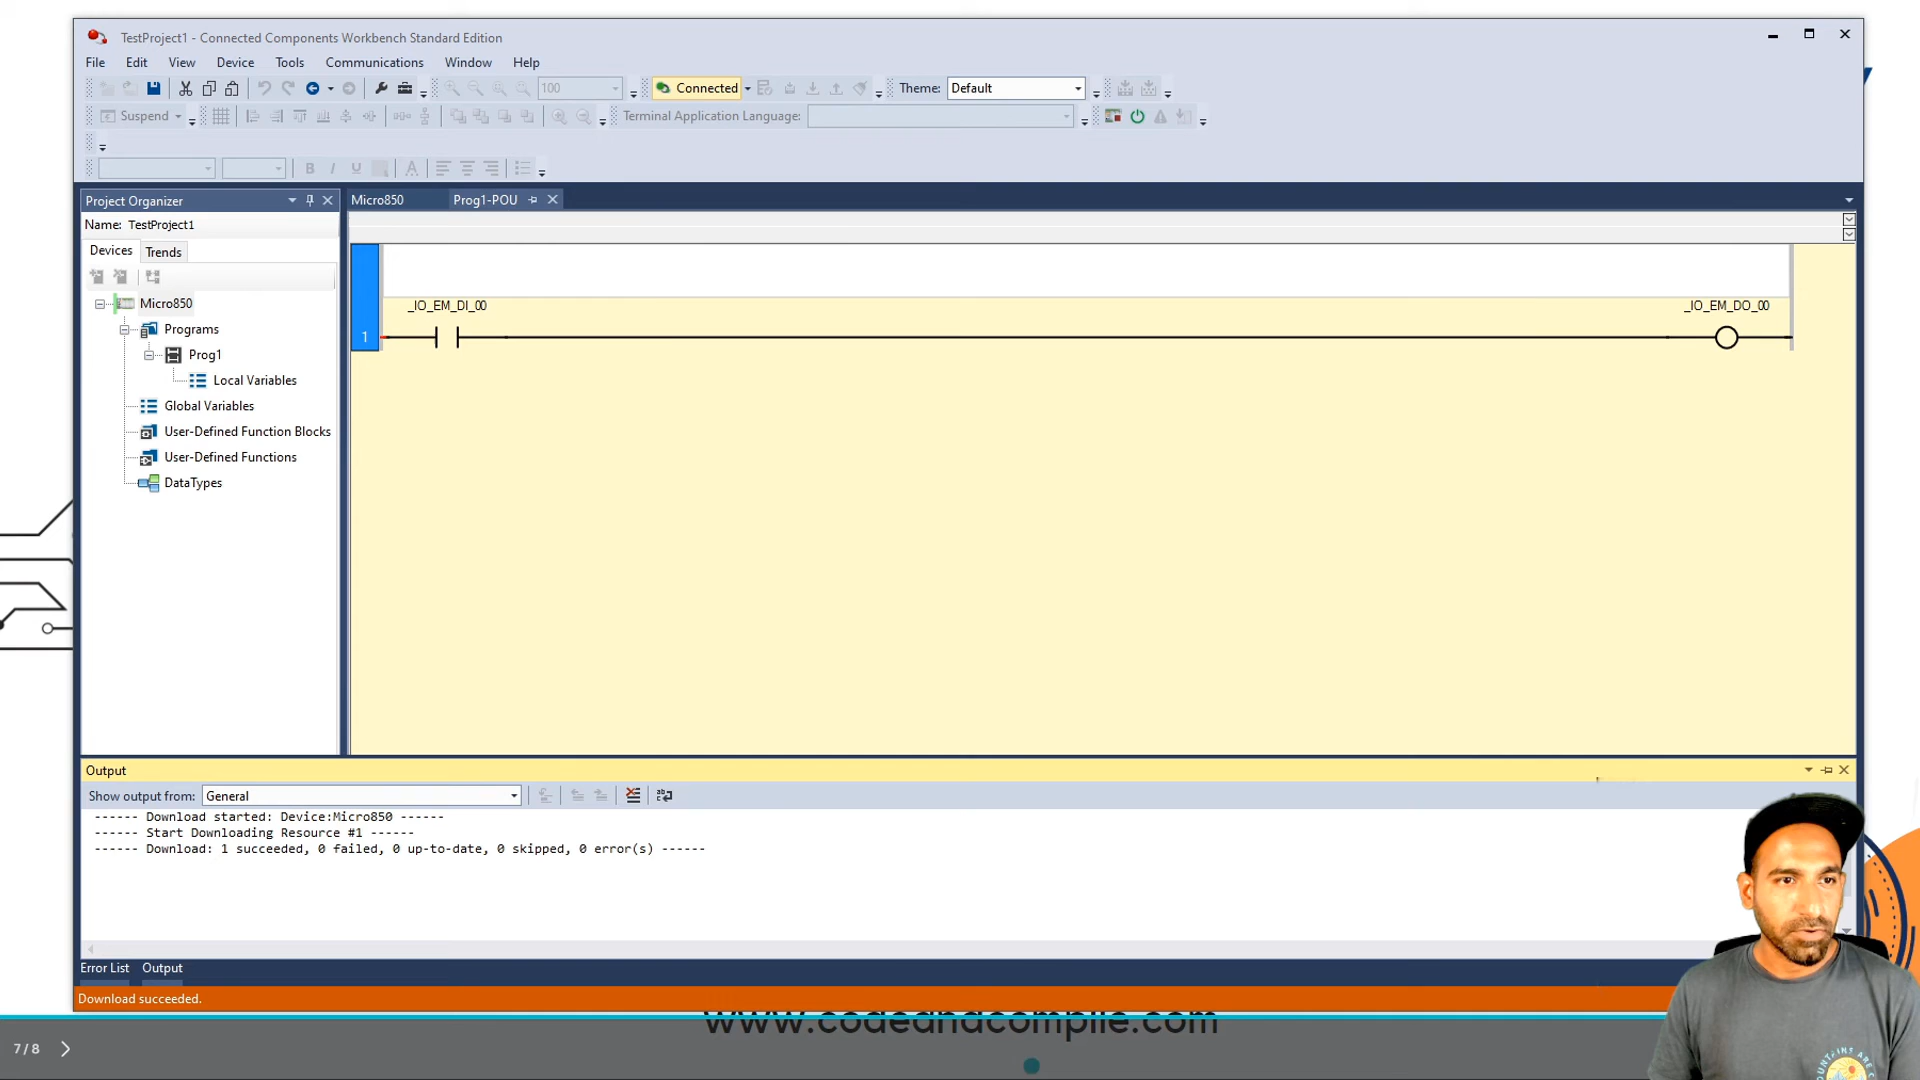 TestProject1 - Connected Components Workbench Standard Edition
File Edit View Device Tools Communications Window Help
100 Connected Theme: Default
Suspend Terminal Application Language:
B I U A
Project Organizer
Name: TestProject1
Devices Trends
Micro850
Programs
Prog1
Local Variables
Global Variables
User-Defined Function Blocks
User-Defined Functions
DataTypes
Micro850 Prog1-POU
_IO_EM_DI_00 _IO_EM_DO_00
1
Output
Show output from: General
------ Download started: Device:Micro850 ------
------ Start Downloading Resource #1 ------
------ Download: 1 succeeded, 0 failed, 0 up-to-date, 0 skipped, 0 error(s) ------
Error List Output
Download succeeded.
www.codeandcompile.com
7 / 8